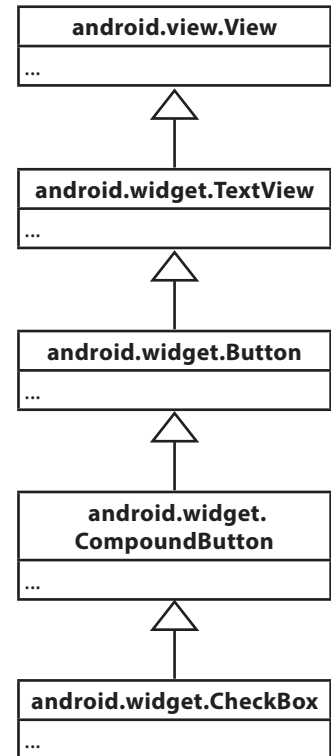 android.view.View
...
android.widget.TextView
...
android.widget.Button
...
android.widget.
CompoundButton
...
android.widget.CheckBox
...